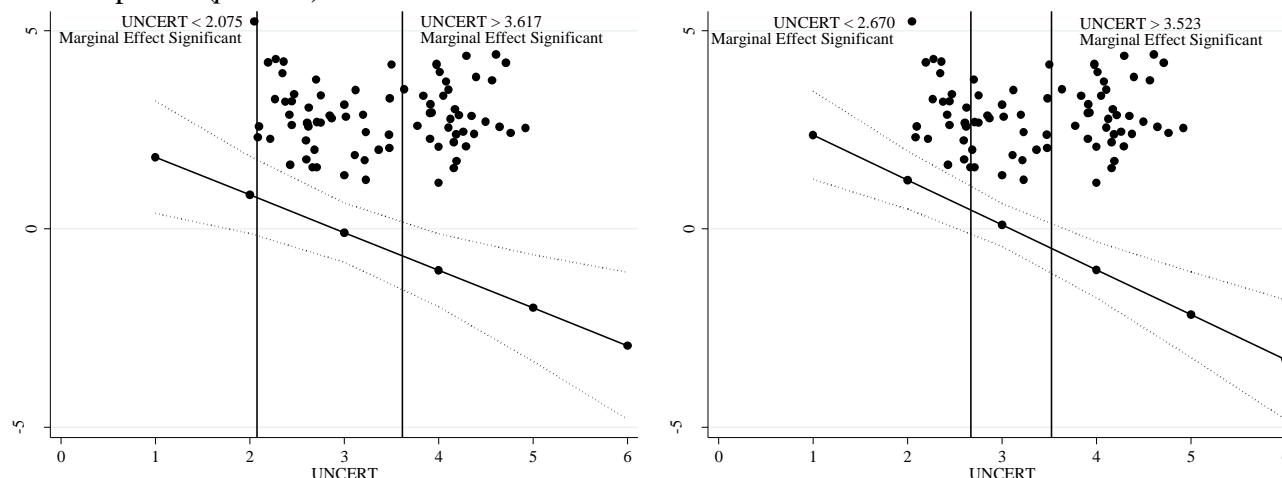 UNCERT < 2.075
Marginal Effect Significant
UNCERT > 3.617
Marginal Effect Significant
5
0
-5
0 1 2 3 4 5 6
UNCERT
UNCERT < 2.670
Marginal Effect Significant
UNCERT > 3.523
Marginal Effect Significant
5
0
-5
0 1 2 3 4 5
UNCERT